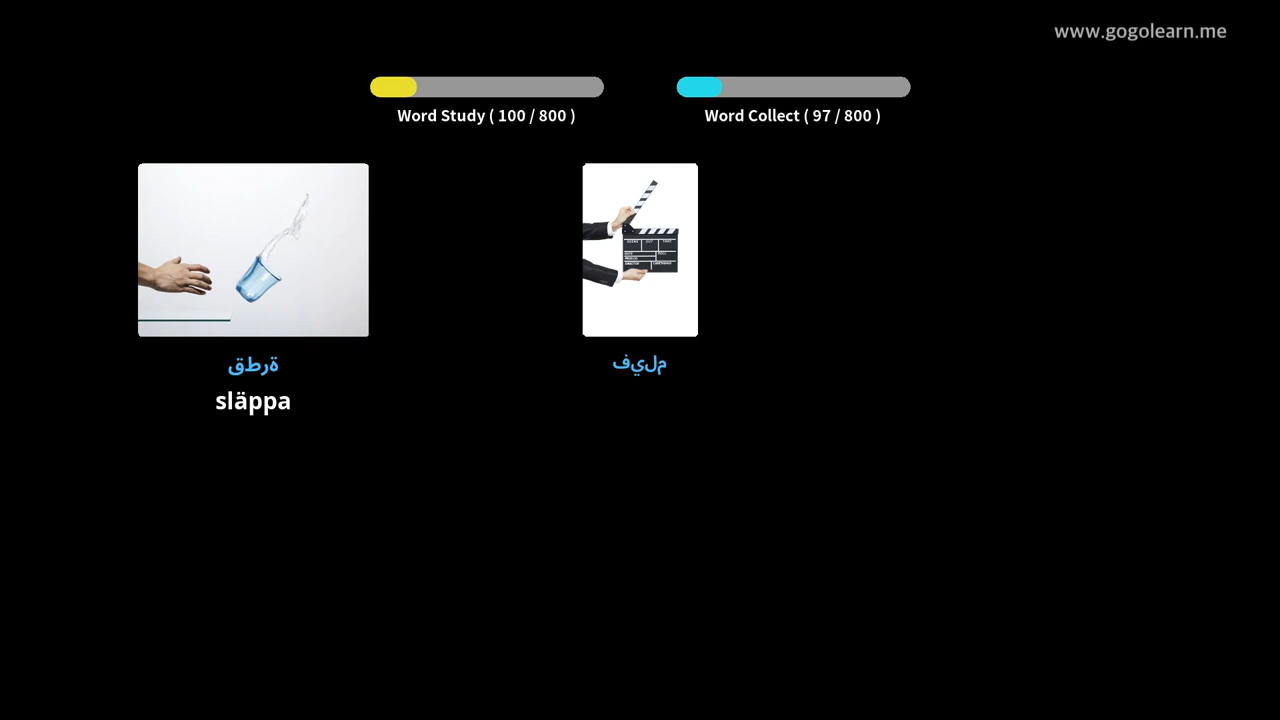 www.gogolearn.me
Word Study ( 100 / 800 )
Word Collect ( 97 / 800 )
ةرطق
släppa
مليف